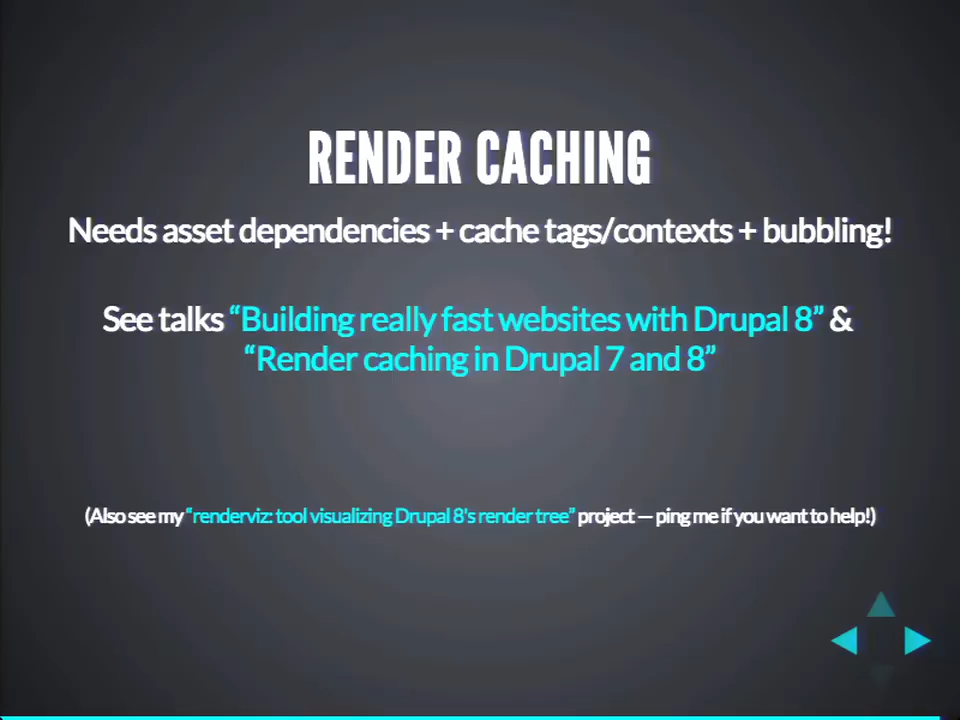 RENDER CACHING
Needs asset dependencies + cache tags/contexts + bubbling!
See talks “Building really fast websites with Drupal 8” &
“Render caching in Drupal 7 and 8”
(Also see my “renderviz: tool visualizing Drupal 8's render tree” project — ping me if you want to help!)